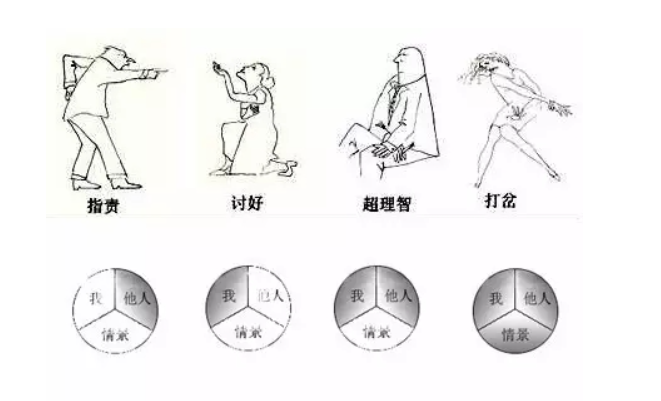 指责 讨好 超理智 打岔
我 他人 我 他人 我 他人 我 他人
情景 情景 情景 情景